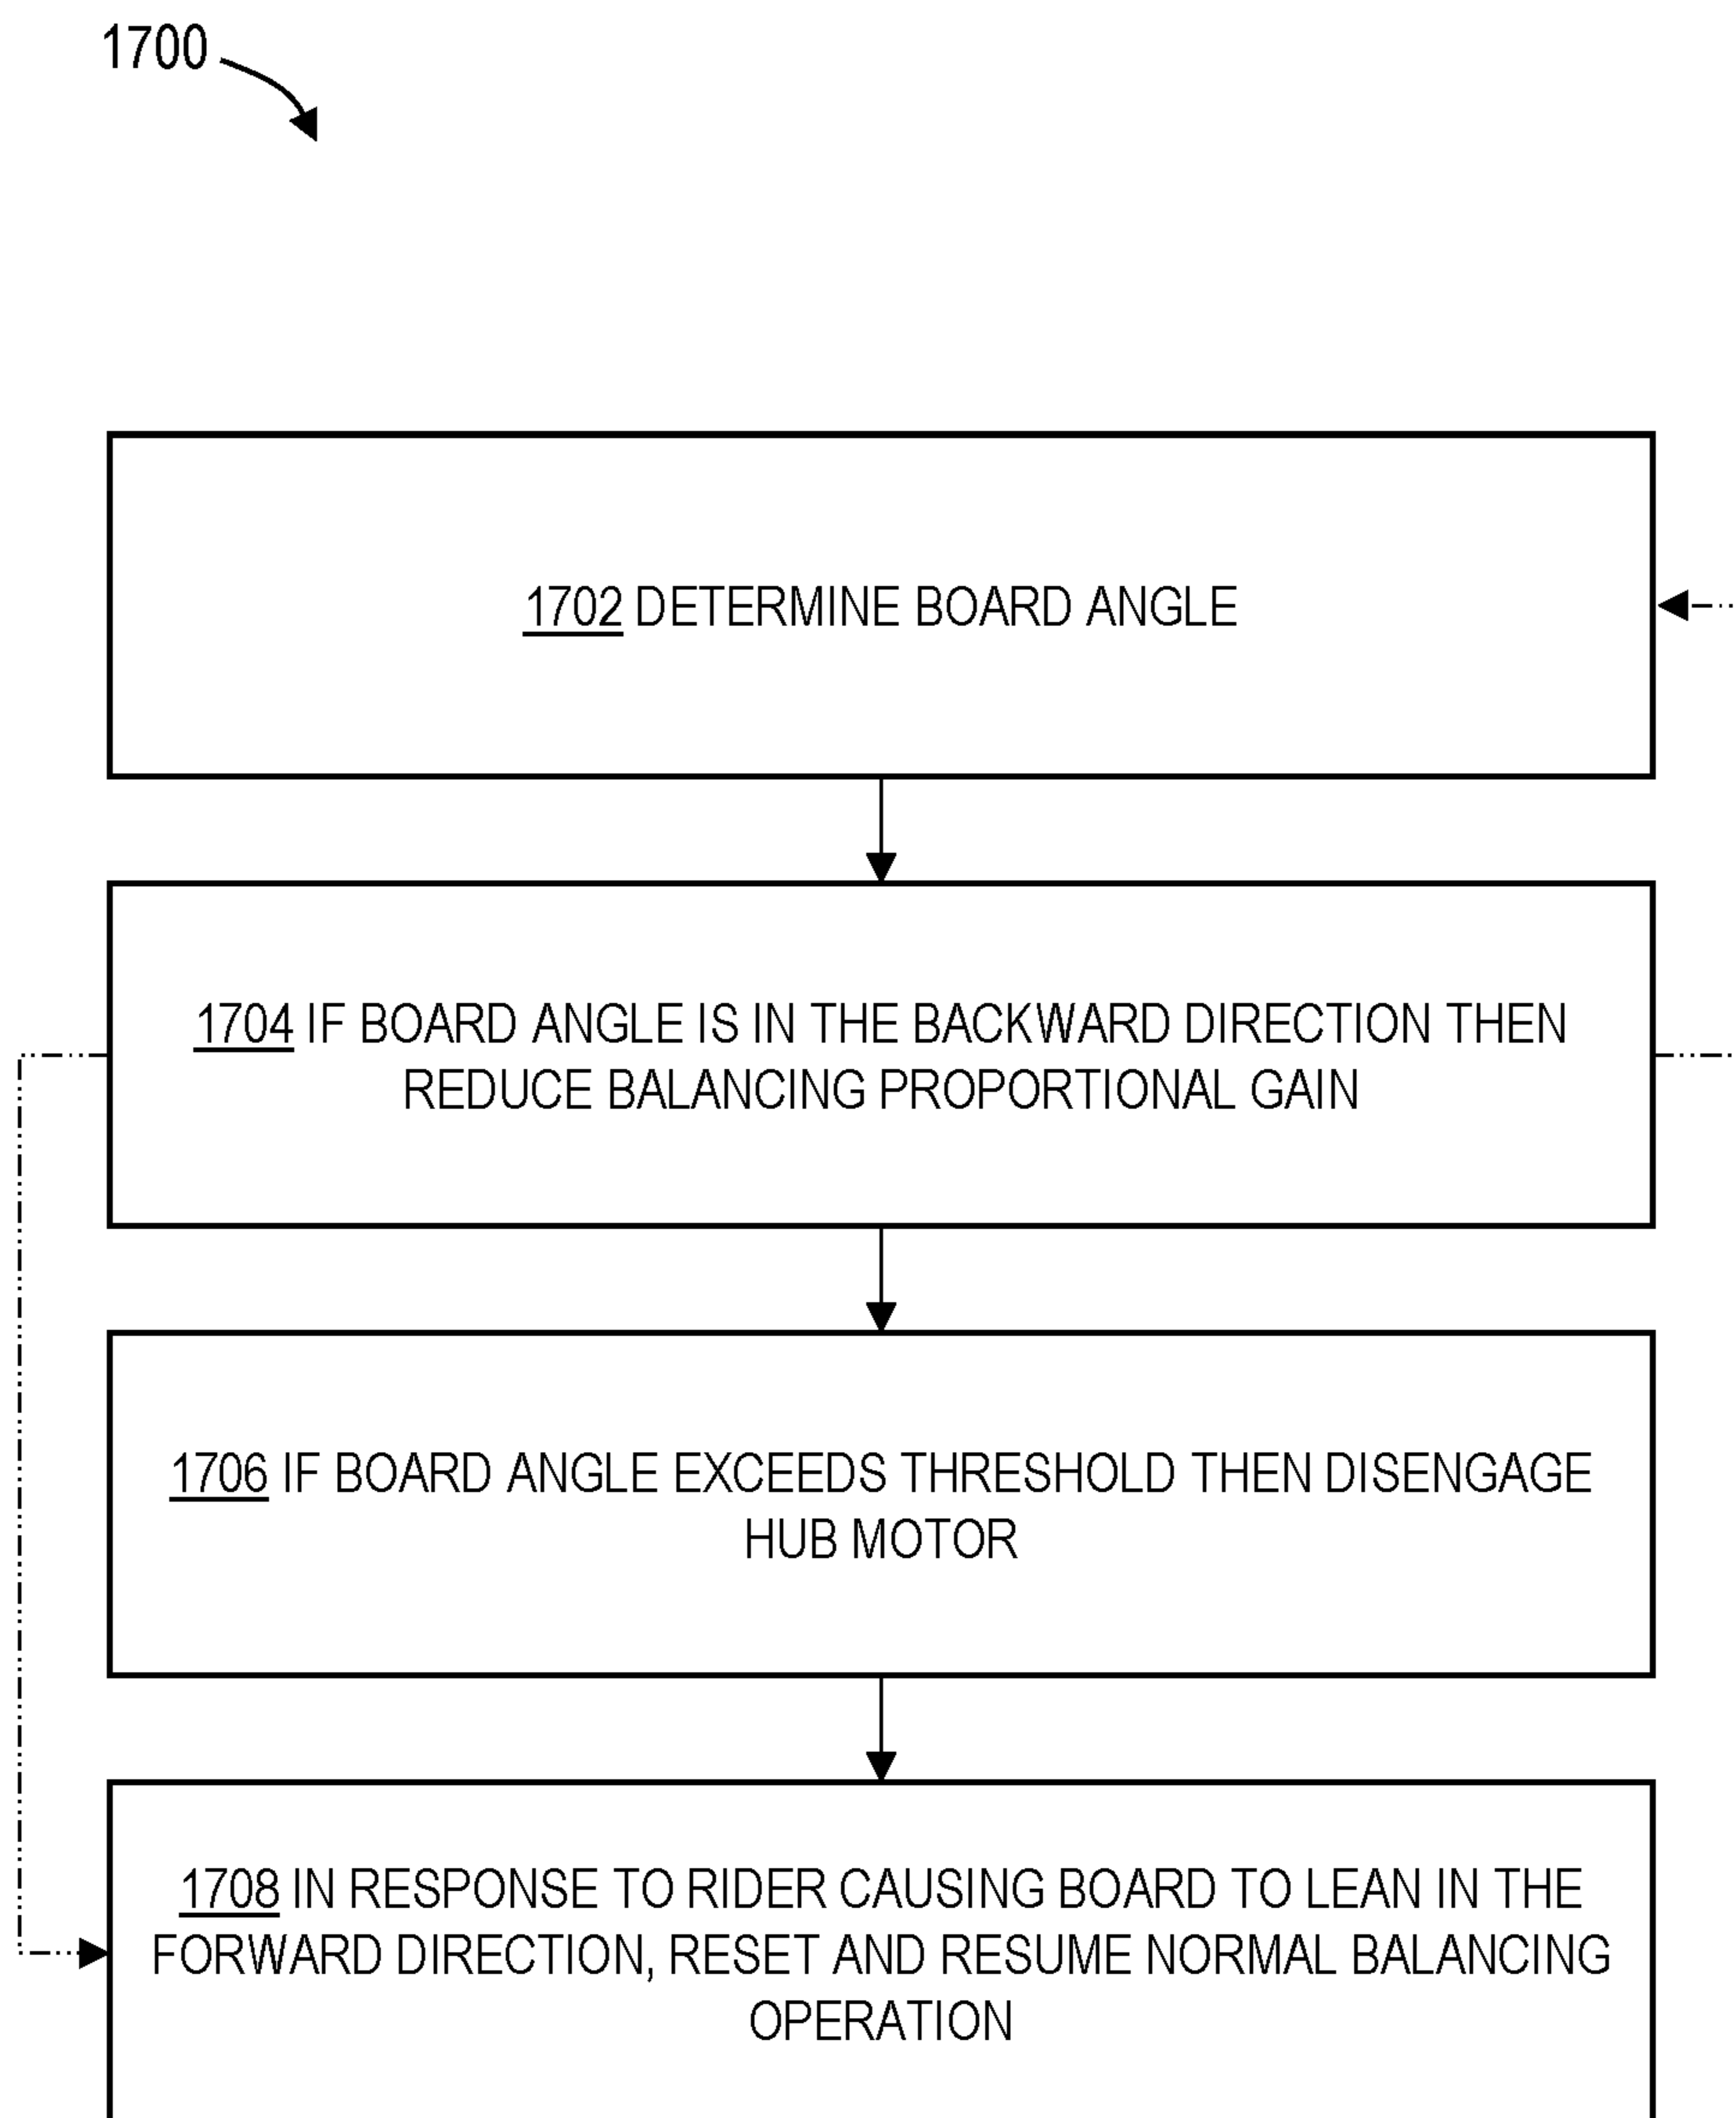 1700
1702 DETERMINE BOARD ANGLE
1704 IF BOARD ANGLE IS IN THE BACKWARD DIRECTION THEN
REDUCE BALANCING PROPORTIONAL GAIN
1706 IF BOARD ANGLE EXCEEDS THRESHOLD THEN DISENGAGE
HUB MOTOR
1708 IN RESPONSE TO RIDER CAUSING BOARD TO LEAN IN THE
FORWARD DIRECTION, RESET AND RESUME NORMAL BALANCING
OPERATION